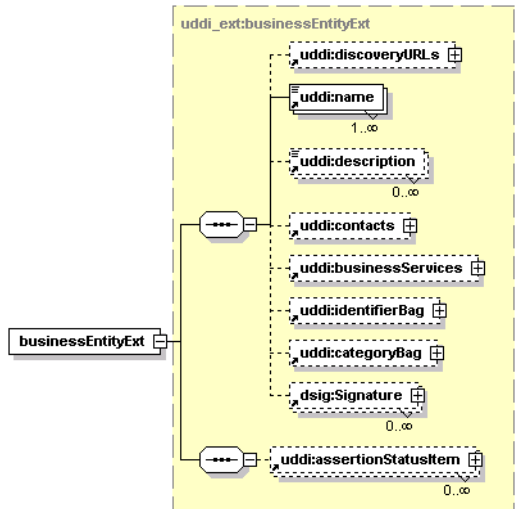 uddi_ext:businessEntityExt
uddi:discoveryURLs
uddi:name
1..∞
uddi:description
0..∞
uddi:contacts
uddi:businessServices
uddi:identifierBag
businessEntityExt
uddi:categoryBag
dsig:Signature
0..∞
uddi:assertionStatusItem
0..∞